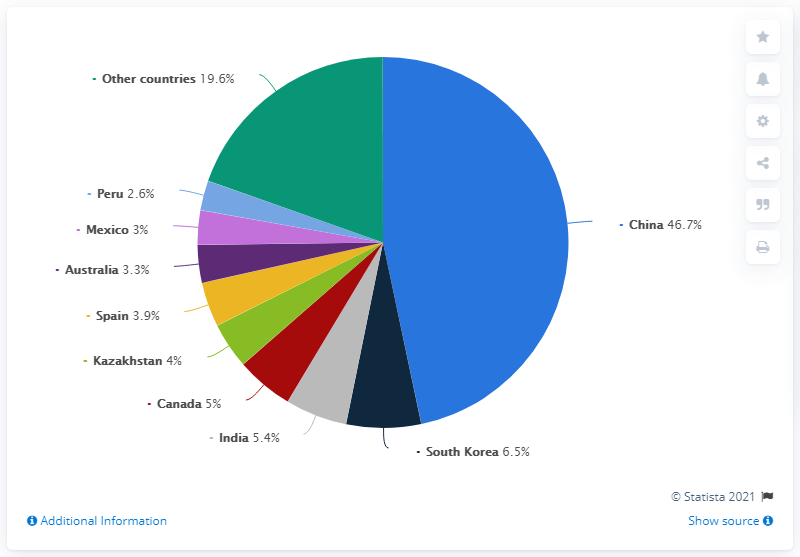 Other countries 19.6%
Peru 2.6%
Mexico 3%
China 46.7%
Australia 3.3%
Spain 3.9%
Kazakhstan 4%
Canada 5%
India 5.4%
South Korea 6.5%
© Statista 2021
Additional Information
Show source